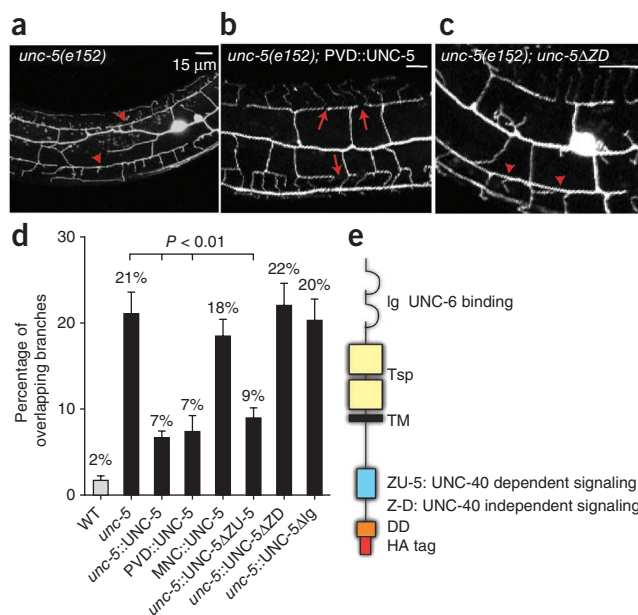 a
unc-5(e152)
15 μm
b
unc-5(e152); PVD::UNC-5
c
unc-5(e152); unc-5ΔZD
d
Percentage of
overlapping branches
30
20
10
0
P < 0.01
2%
21%
7%
7%
18%
9%
22%
20%
WT
unc-5
unc-5::UNC-5
PVD::UNC-5
MNC::UNC-5
unc-5::UNC-5ΔZU-5
unc-5::UNC-5ΔZD
unc-5::UNC-5ΔIg
e
Ig UNC-6 binding
Tsp
TM
ZU-5: UNC-40 dependent signaling
Z-D: UNC-40 independent signaling
DD
HA tag